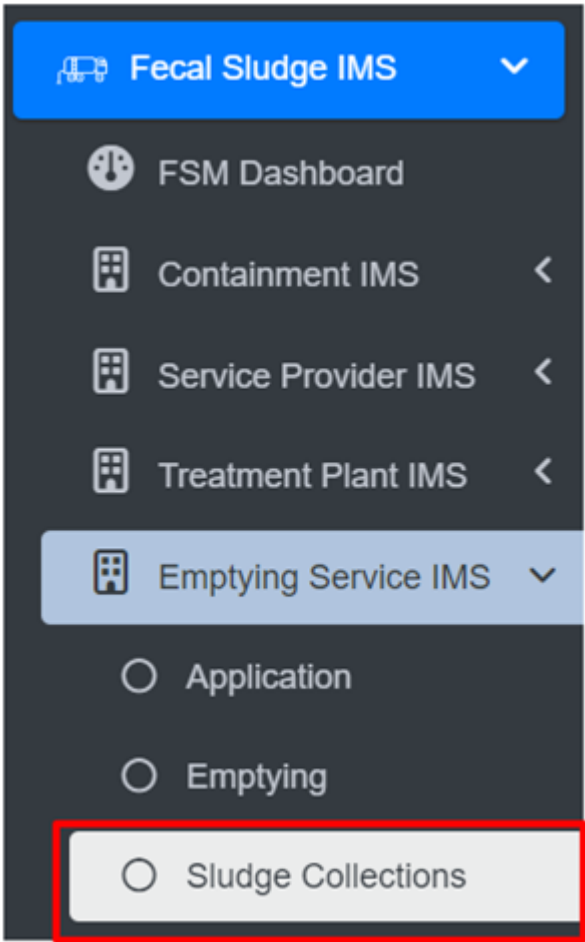 Fecal Sludge IMS
FSM Dashboard
Containment IMS
Service Provider IMS
Treatment Plant IMS
Emptying Service IMS
Application
Emptying
Sludge Collections